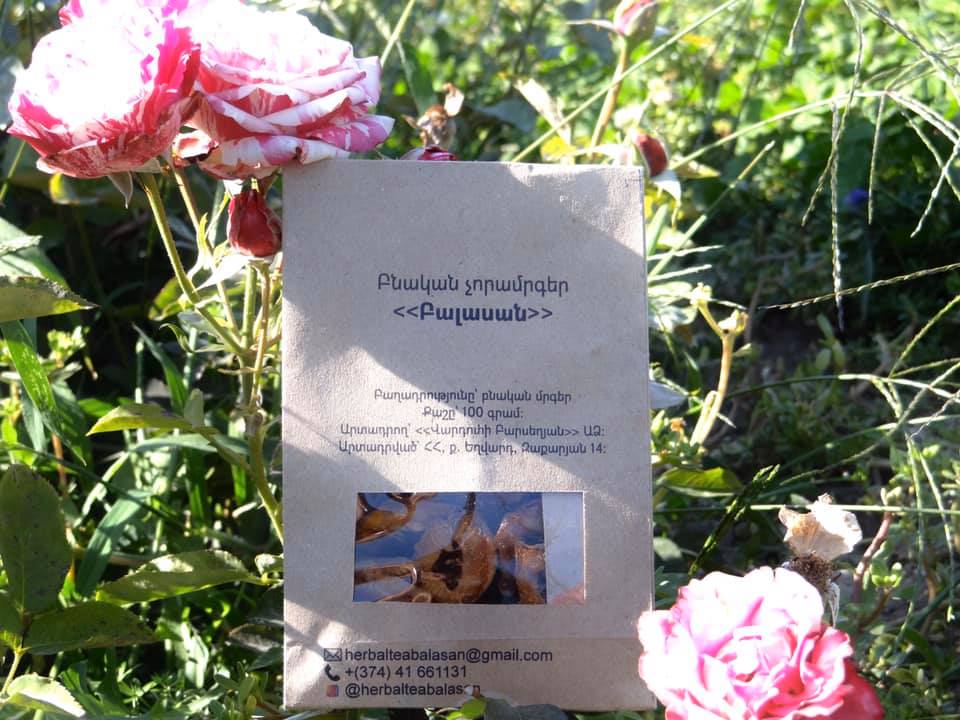 Բնական չորամրգեր
<<Բալասան>>
Բաղադրությունը՝ բնական մրգեր
Քաշը՝ 100 գրամ։
Արտադրող՝ <<Վարդուհի Բարսեղյան>> ԱՁ։
Արտադրված՝ ՀՀ, ք. Եղվարդ, Զաքարյան 14։
herbalteabalasan@gmail.com
+(374) 41 661131
@herbalteabalasan